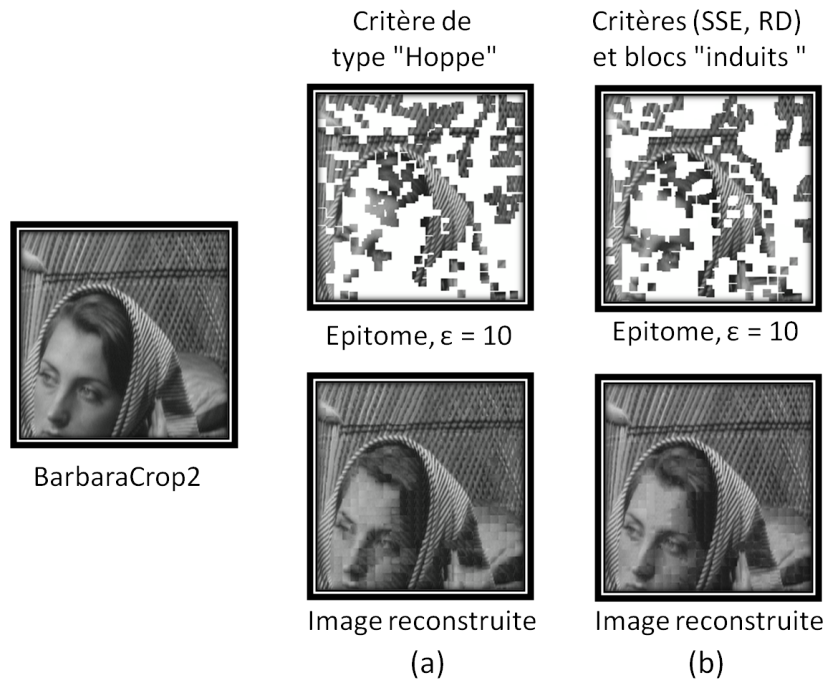 Critère de
type "Hoppe"
Critères (SSE, RD)
et blocs "induits "
Epitome, ε = 10
Epitome, ε = 10
BarbaraCrop2
Image reconstruite
Image reconstruite
(a)
(b)